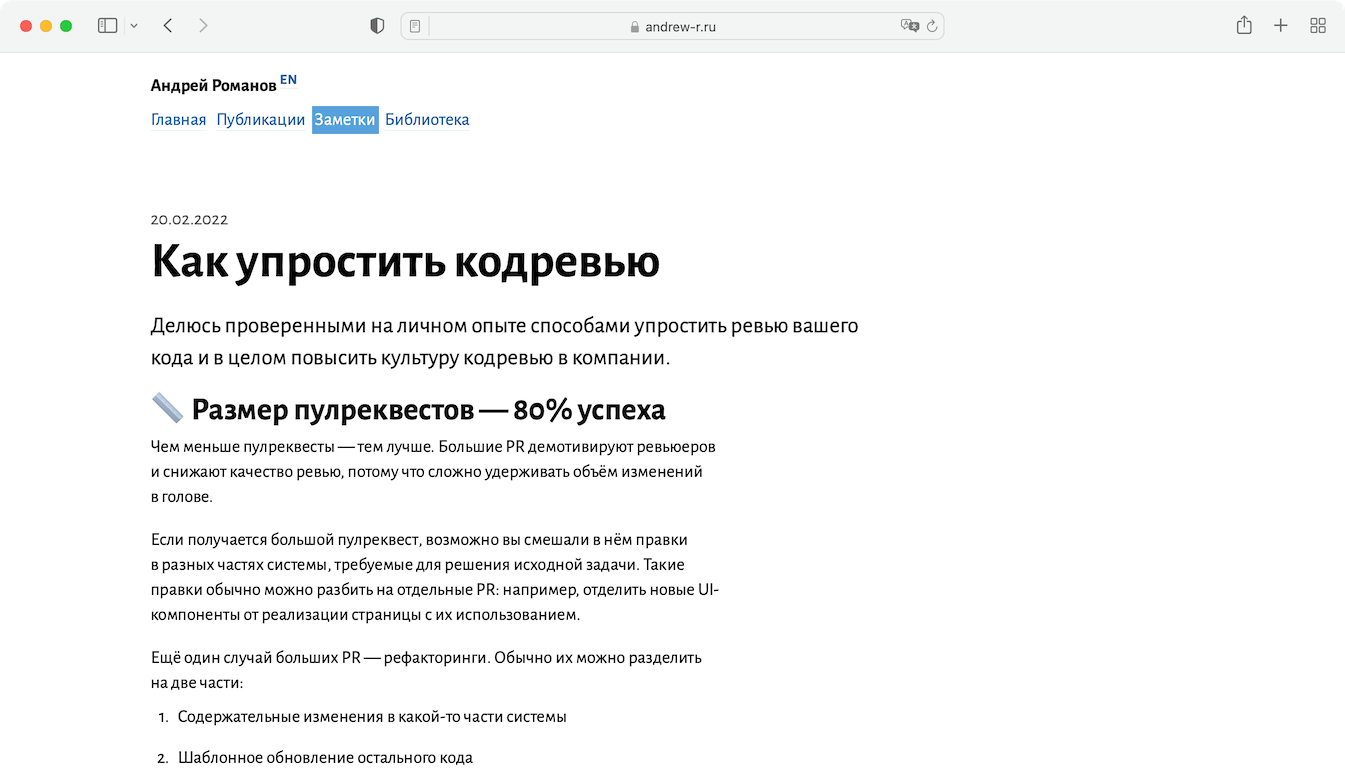 andrew-r.ru
Андрей Романов EN
Главная Публикации Заметки Библиотека
20.02.2022
Как упростить кодревью
Делюсь проверенными на личном опыте способами упростить ревью вашего
кода и в целом повысить культуру кодревью в компании.
📏 Размер пулреквестов — 80% успеха
Чем меньше пулреквесты — тем лучше. Большие PR демотивируют ревьюеров
и снижают качество ревью, потому что сложно удерживать объём изменений
в голове.
Если получается большой пулреквест, возможно вы смешали в нём правки
в разных частях системы, требуемые для решения исходной задачи. Такие
правки обычно можно разбить на отдельные PR: например, отделить новые UI-
компоненты от реализации страницы с их использованием.
Ещё один случай больших PR — рефакторинги. Обычно их можно разделить
на две части:
1. Содержательные изменения в какой-то части системы
2. Шаблонное обновление остального кода